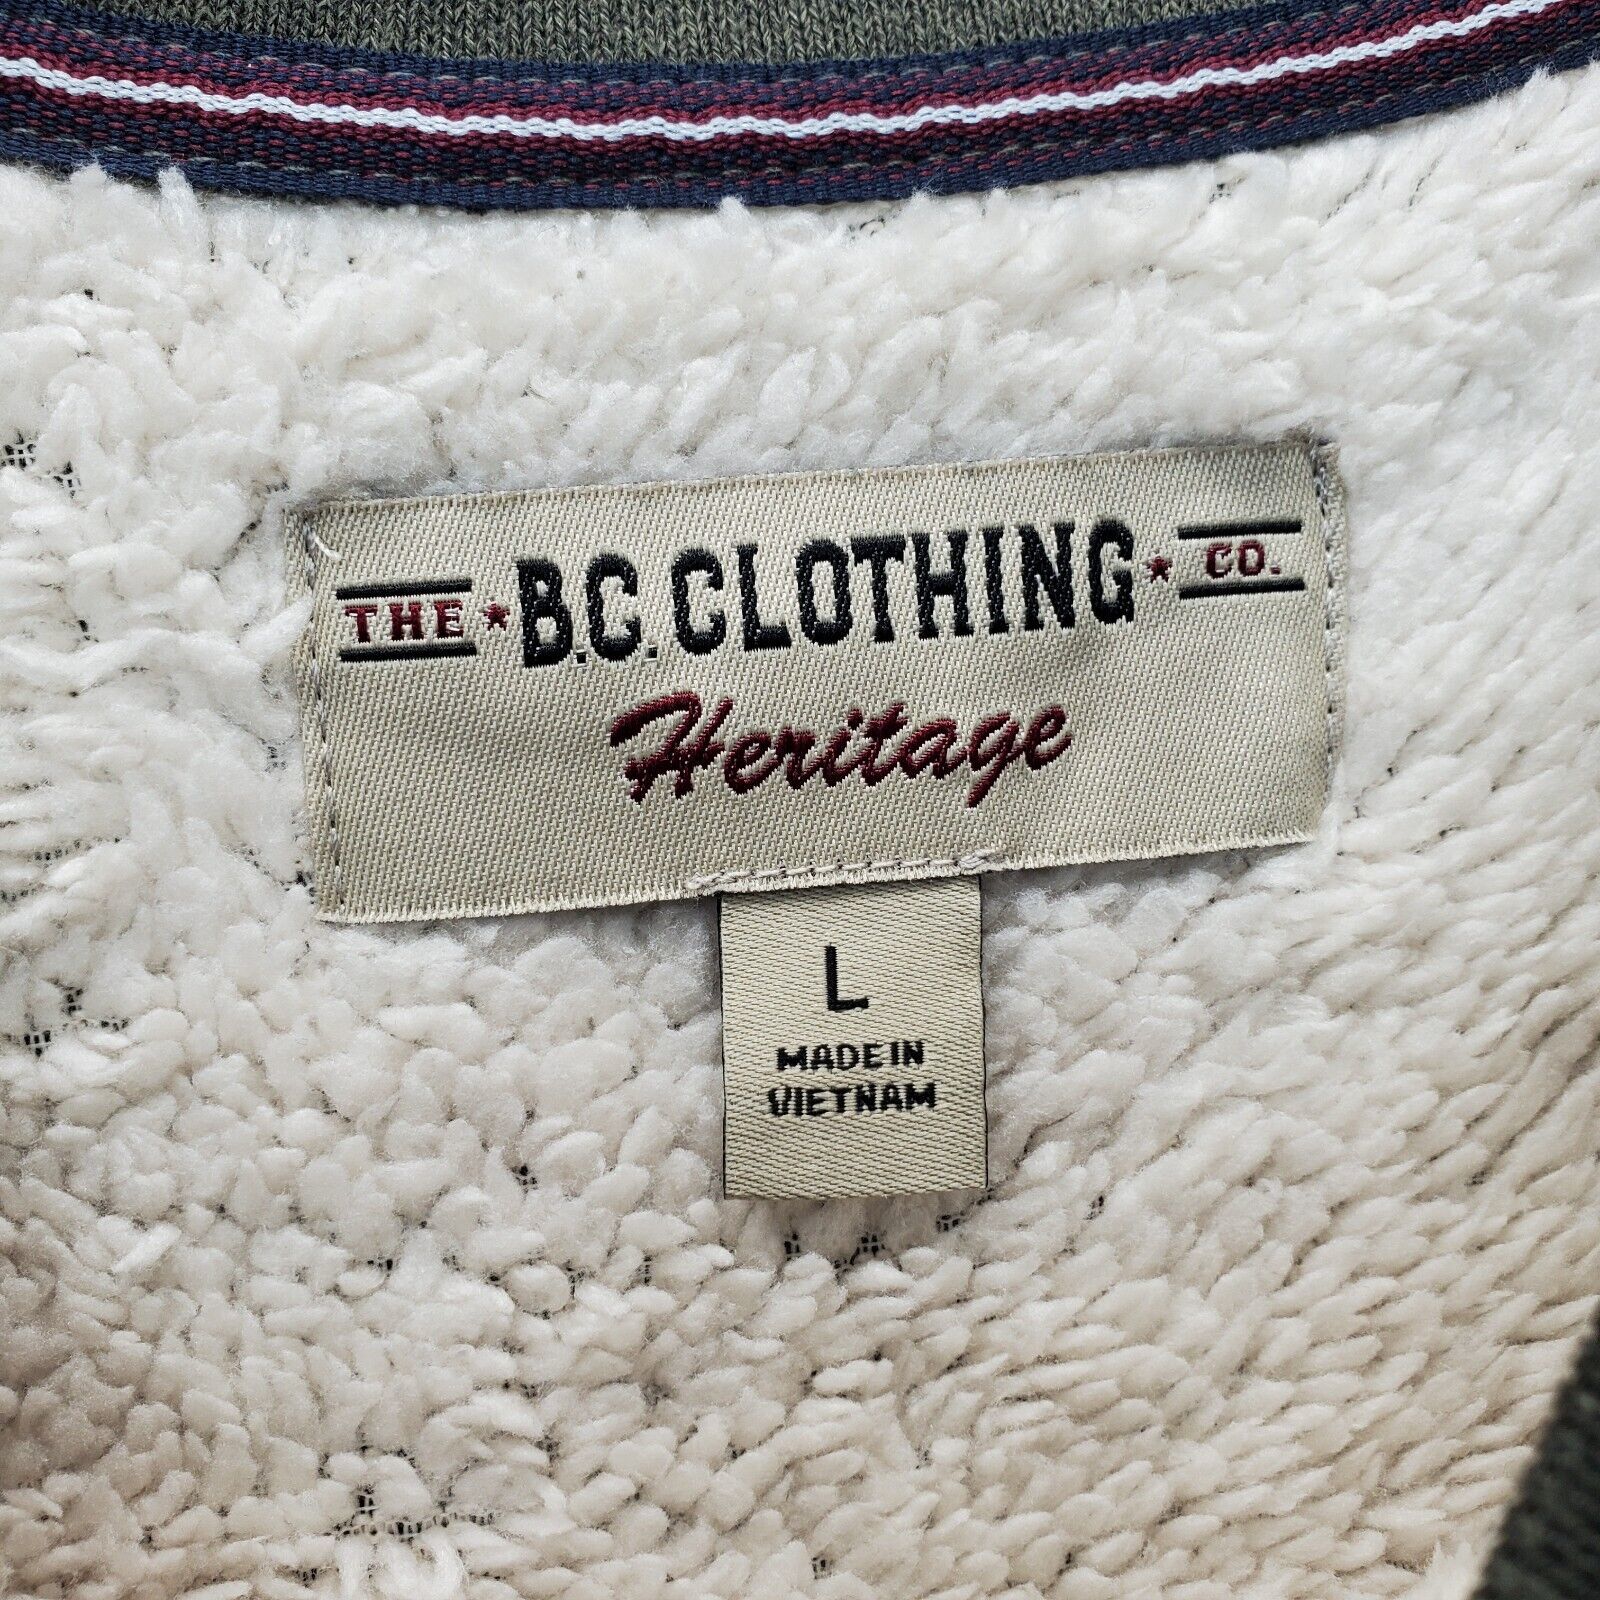 THE ★ B.C. CLOTHING ★ CO.
Heritage
L
MADE IN
VIETNAM